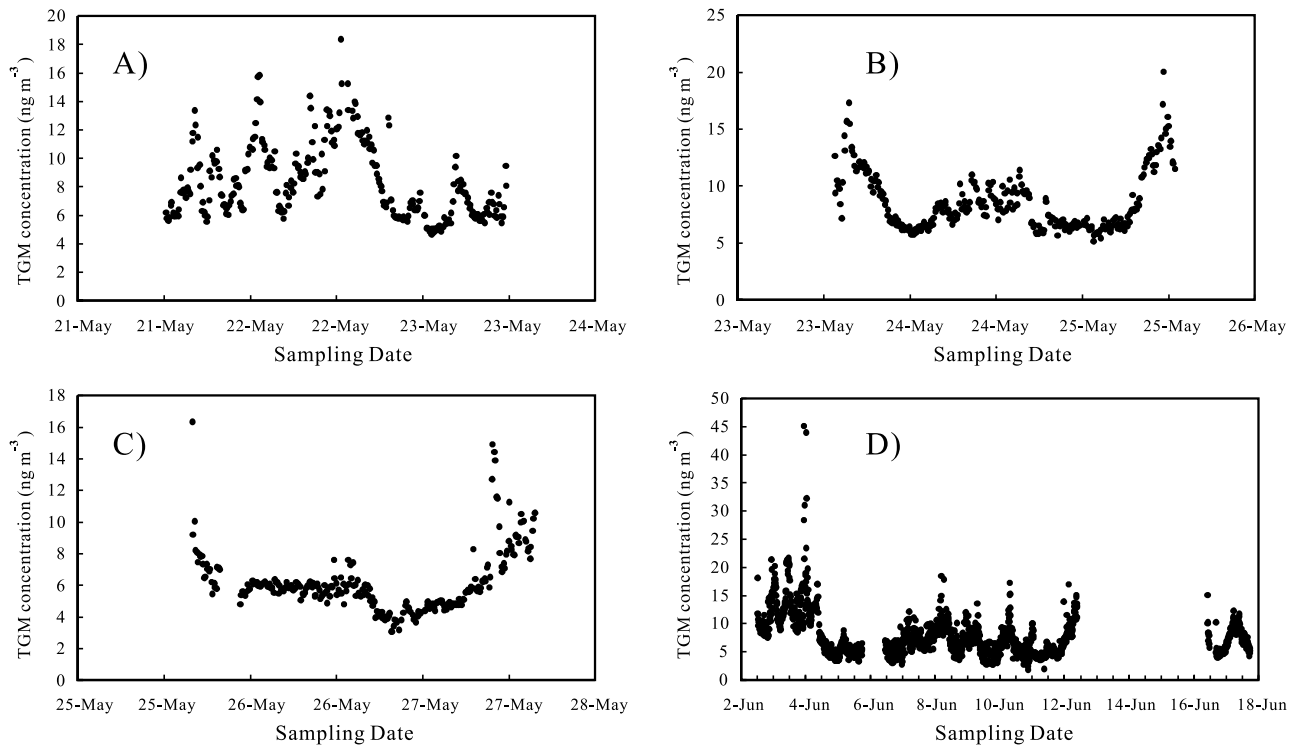 A)
TGM concentration (ng m⁻³)
20
18
16
14
12
10
8
6
4
2
0
21-May 21-May 22-May 22-May 23-May 23-May 24-May
Sampling Date
B)
TGM concentration (ng m⁻³)
25
20
15
10
5
0
23-May 23-May 24-May 24-May 25-May 25-May 26-May
Sampling Date
C)
TGM concentration (ng m⁻³)
18
16
14
12
10
8
6
4
2
0
25-May 25-May 26-May 26-May 27-May 27-May 28-May
Sampling Date
D)
TGM concentration (ng m⁻³)
50
45
40
35
30
25
20
15
10
5
0
2-Jun 4-Jun 6-Jun 8-Jun 10-Jun 12-Jun 14-Jun 16-Jun 18-Jun
Sampling Date